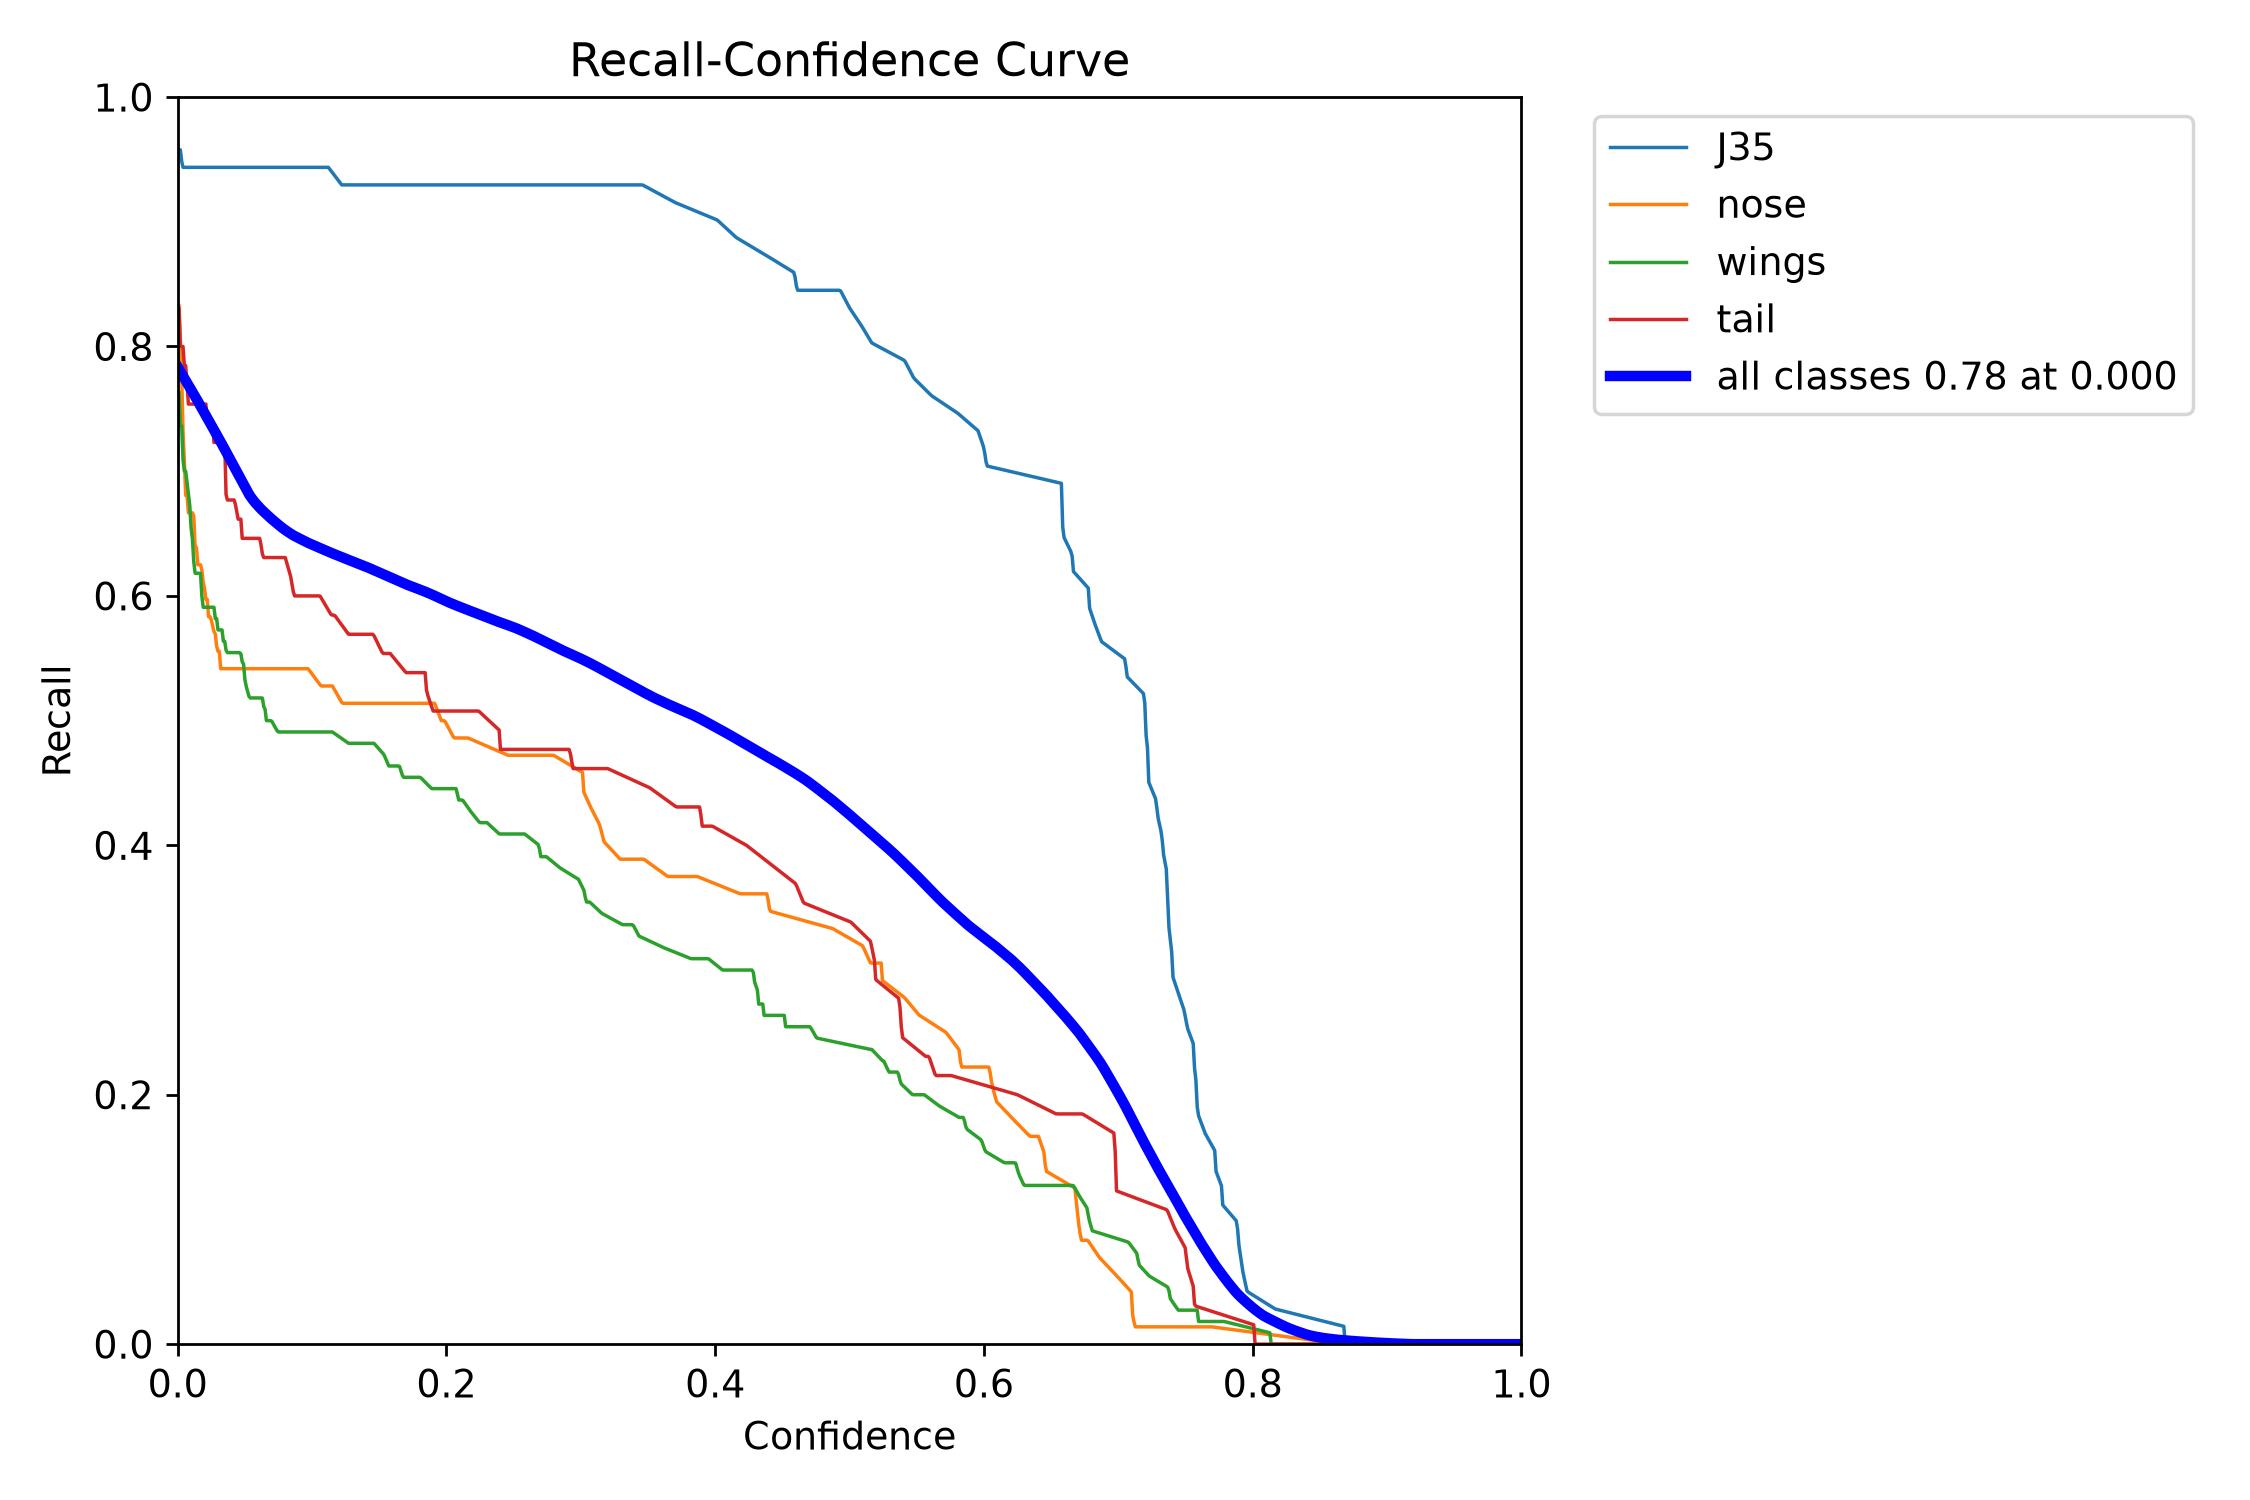 Recall-Confidence Curve
1.0
0.8
0.6
0.4
0.2
0.0
Recall
0.0 0.2 0.4 0.6 0.8 1.0
Confidence
J35
nose
wings
tail
all classes 0.78 at 0.000